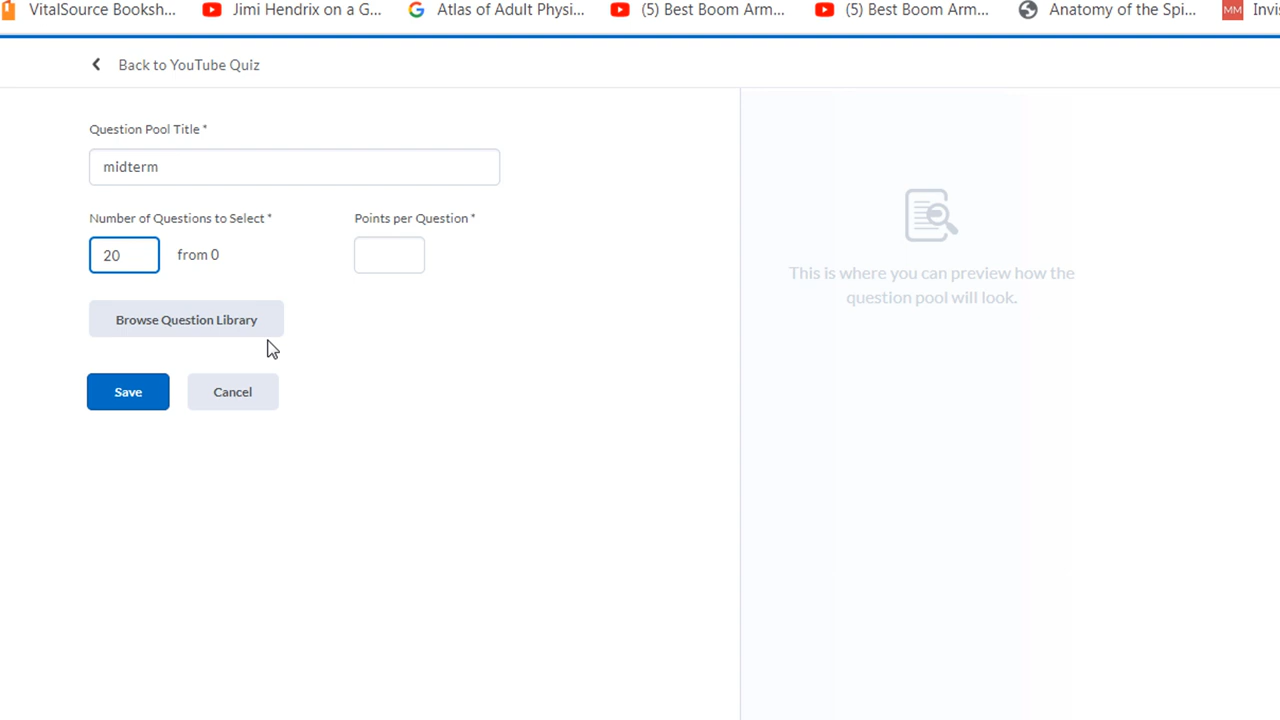 VitalSource Booksh... Jimi Hendrix on a G... Atlas of Adult Physi... (5) Best Boom Arm... (5) Best Boom Arm... Anatomy of the Spi... MM Invis
Back to YouTube Quiz
Question Pool Title *
midterm
Number of Questions to Select * Points per Question *
20 from 0
Browse Question Library
Save Cancel
This is where you can preview how the
question pool will look.